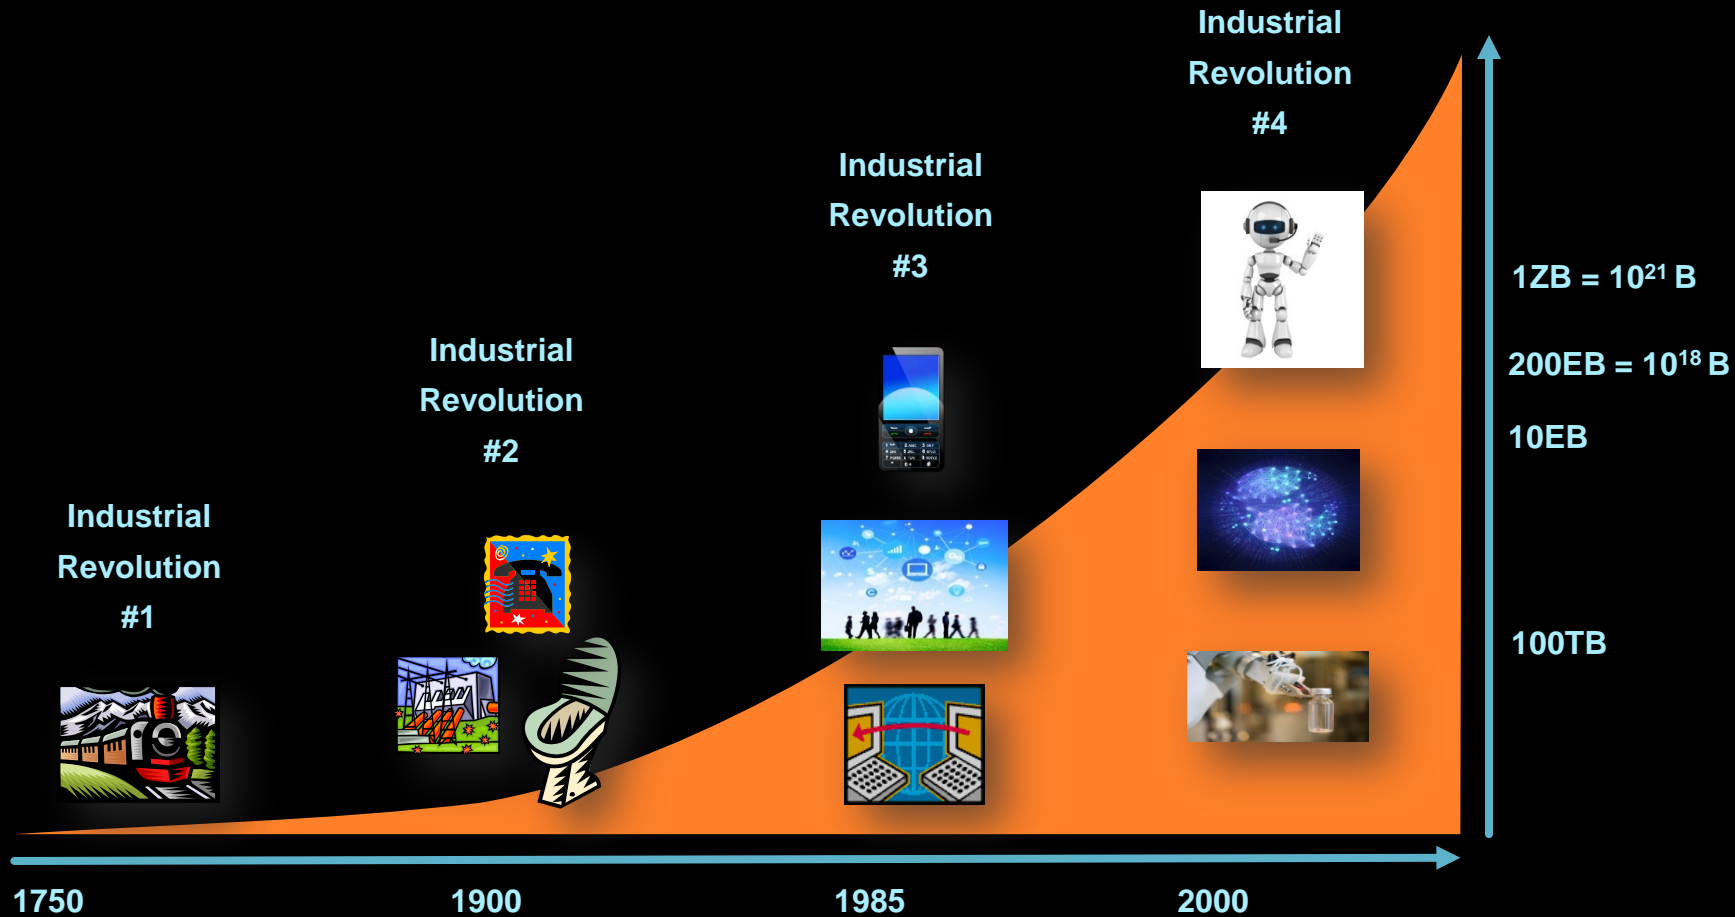 Industrial
Revolution
#4
Industrial
Revolution
#3
Industrial
Revolution
#2
Industrial
Revolution
#1
1ZB = 10²¹ B
200EB = 10¹⁸ B
10EB
100TB
1750
1900
1985
2000